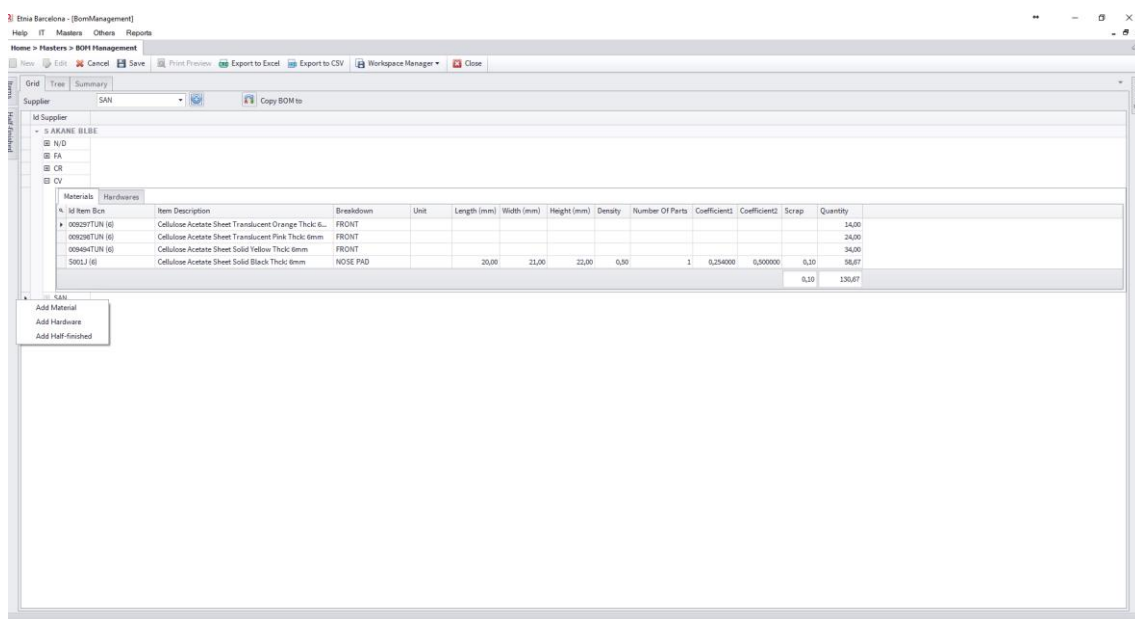 Etnia Barcelona - [BomManagement]
Help IT Masters Others Reports
Home > Masters > BOM Management
New Edit Cancel Save Print Preview Export to Excel Export to CSV Workspace Manager Close
Items
Half-finished
Grid Tree Summary
Supplier SAN Copy BOM to
Id Supplier
S AKANE BLBE
N/D
FA
CR
CV
Materials Hardwares
Id Item Bcn Item Description Breakdown Unit Length (mm) Width (mm) Height (mm) Density Number Of Parts Coefficient1 Coefficient2 Scrap Quantity
009297TUN (6) Cellulose Acetate Sheet Translucent Orange Thck: 6... FRONT 14,00
009298TUN (6) Cellulose Acetate Sheet Translucent Pink Thck: 6mm FRONT 24,00
009494TUN (6) Cellulose Acetate Sheet Solid Yellow Thck: 6mm FRONT 34,00
S001J (6) Cellulose Acetate Sheet Solid Black Thck: 6mm NOSE PAD 20,00 21,00 22,00 0,50 1 0,254000 0,500000 0,10 58,67
0,10 130,67
SAN
Add Material
Add Hardware
Add Half-finished